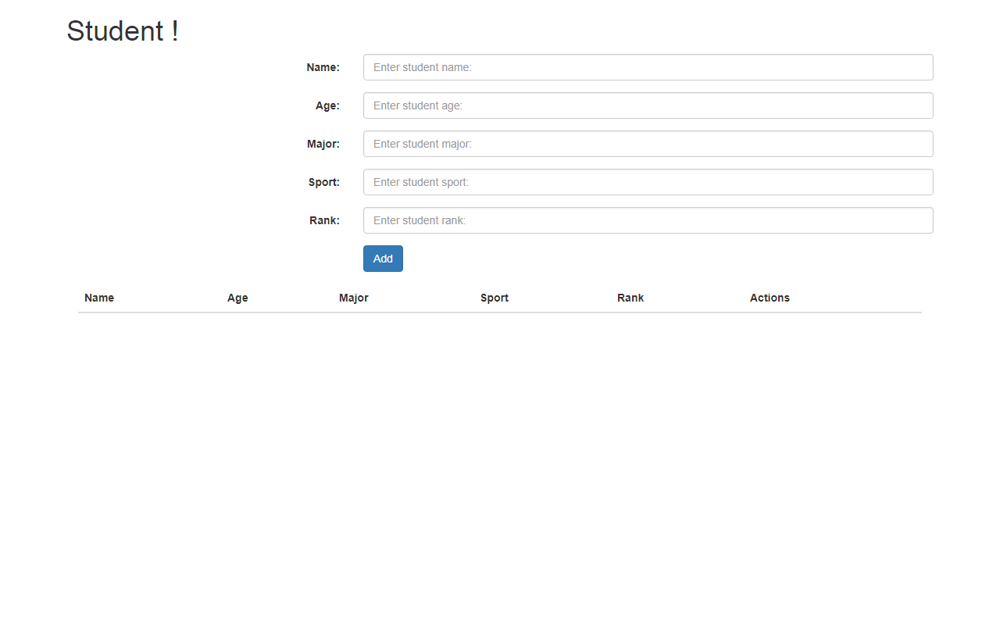 Student !
Name: Enter student name:
Age: Enter student age:
Major: Enter student major:
Sport: Enter student sport:
Rank: Enter student rank:
Add
Name Age Major Sport Rank Actions